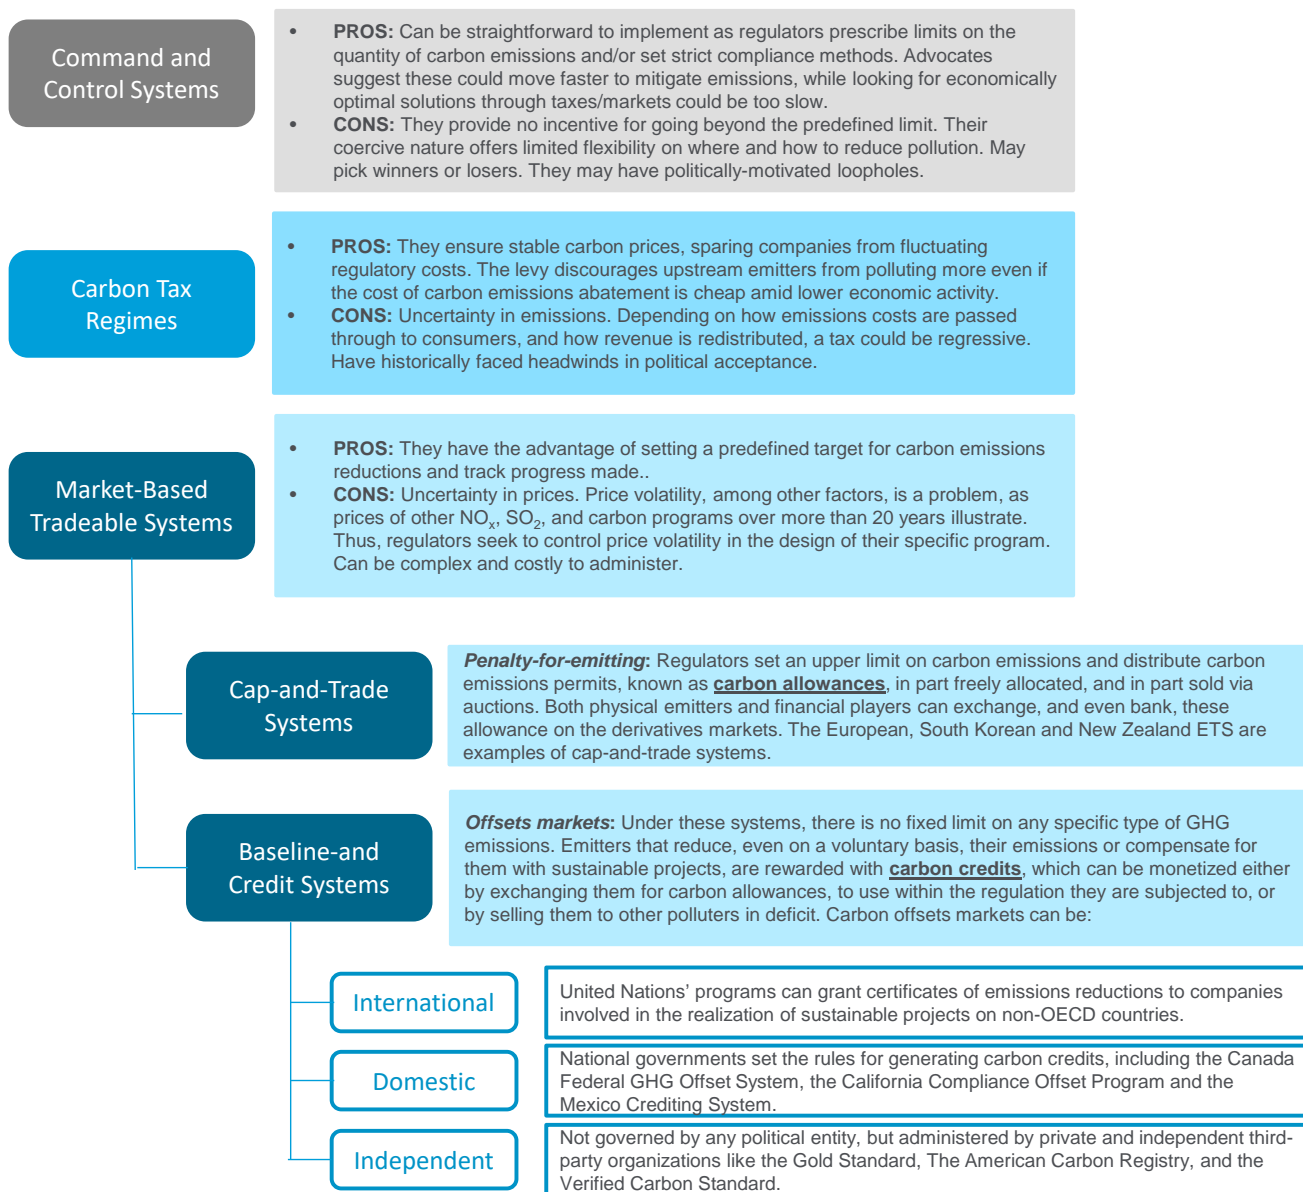 Command and
Control Systems
• PROS: Can be straightforward to implement as regulators prescribe limits on the
quantity of carbon emissions and/or set strict compliance methods. Advocates
suggest these could move faster to mitigate emissions, while looking for economically
optimal solutions through taxes/markets could be too slow.
• CONS: They provide no incentive for going beyond the predefined limit. Their
coercive nature offers limited flexibility on where and how to reduce pollution. May
pick winners or losers. They may have politically-motivated loopholes.
Carbon Tax
Regimes
• PROS: They ensure stable carbon prices, sparing companies from fluctuating
regulatory costs. The levy discourages upstream emitters from polluting more even if
the cost of carbon emissions abatement is cheap amid lower economic activity.
• CONS: Uncertainty in emissions. Depending on how emissions costs are passed
through to consumers, and how revenue is redistributed, a tax could be regressive.
Have historically faced headwinds in political acceptance.
Market-Based
Tradeable Systems
• PROS: They have the advantage of setting a predefined target for carbon emissions
reductions and track progress made..
• CONS: Uncertainty in prices. Price volatility, among other factors, is a problem, as
prices of other NOx, SO2, and carbon programs over more than 20 years illustrate.
Thus, regulators seek to control price volatility in the design of their specific program.
Can be complex and costly to administer.
Cap-and-Trade
Systems
Penalty-for-emitting: Regulators set an upper limit on carbon emissions and distribute carbon
emissions permits, known as carbon allowances, in part freely allocated, and in part sold via
auctions. Both physical emitters and financial players can exchange, and even bank, these
allowance on the derivatives markets. The European, South Korean and New Zealand ETS are
examples of cap-and-trade systems.
Baseline-and
Credit Systems
Offsets markets: Under these systems, there is no fixed limit on any specific type of GHG
emissions. Emitters that reduce, even on a voluntary basis, their emissions or compensate for
them with sustainable projects, are rewarded with carbon credits, which can be monetized either
by exchanging them for carbon allowances, to use within the regulation they are subjected to, or
by selling them to other polluters in deficit. Carbon offsets markets can be:
International
United Nations’ programs can grant certificates of emissions reductions to companies
involved in the realization of sustainable projects on non-OECD countries.
Domestic
National governments set the rules for generating carbon credits, including the Canada
Federal GHG Offset System, the California Compliance Offset Program and the
Mexico Crediting System.
Independent
Not governed by any political entity, but administered by private and independent third-
party organizations like the Gold Standard, The American Carbon Registry, and the
Verified Carbon Standard.